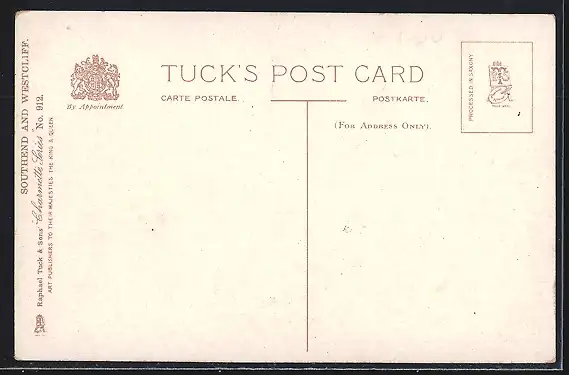 SOUTHEND AND WESTCLIFF.
Raphael Tuck & Sons' "Charmette Series" No. 912.
ART PUBLISHERS TO THEIR MAJESTIES THE KING & QUEEN
By Appointment.
TUCK'S POST CARD
CARTE POSTALE.
POSTKARTE.
(For Address Only).
PROCESSED IN SAXONY